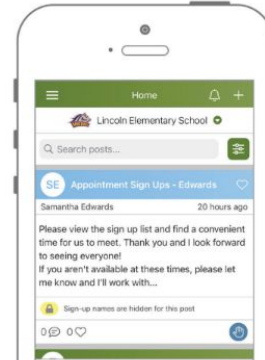 Home
Lincoln Elementary School
Search posts...
SE Appointment Sign Ups - Edwards
Samantha Edwards 20 hours ago
Please view the sign up list and find a convenient
time for us to meet. Thank you and I look forward
to seeing everyone!
If you aren't available at these times, please let
me know and I'll work with...
Sign-up names are hidden for this post
0 0